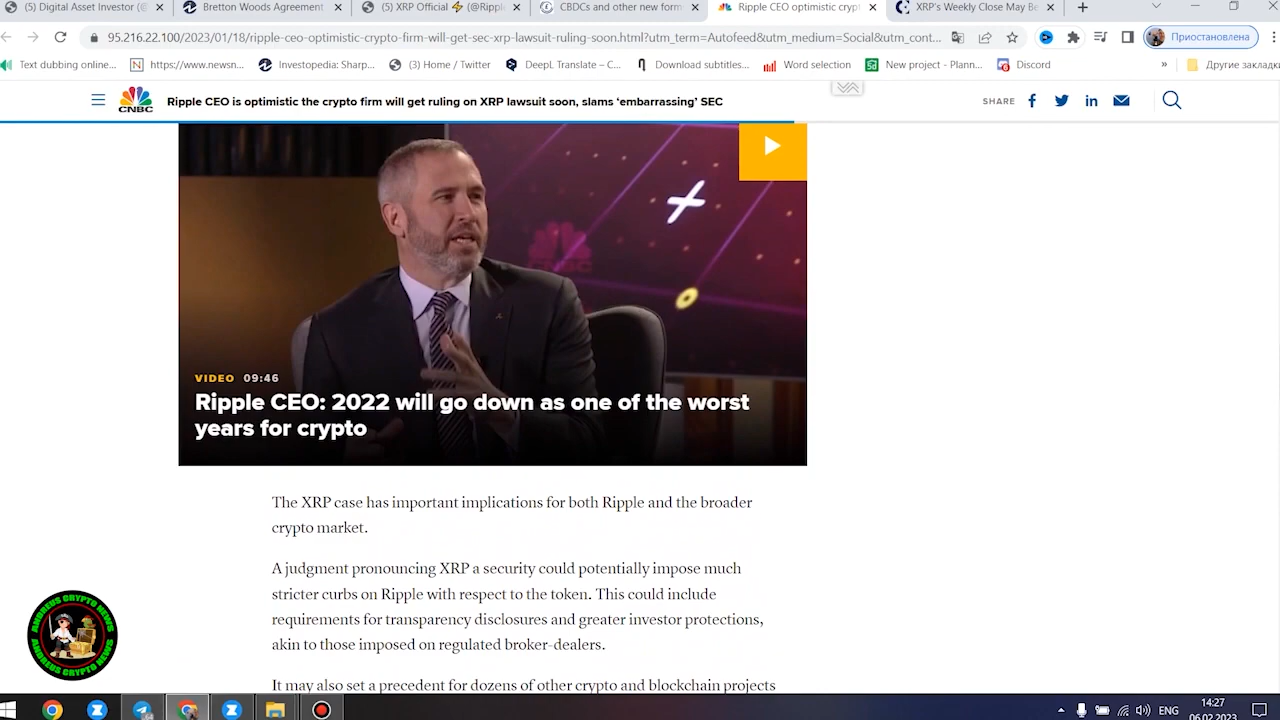 (5) Digital Asset Investor (@
Bretton Woods Agreement
(5) XRP Official ⚡ (@Rippl
CBDCs and other new form
Ripple CEO optimistic crypt
XRP's Weekly Close May Be
95.216.22.100/2023/01/18/ripple-ceo-optimistic-crypto-firm-will-get-sec-xrp-lawsuit-ruling-soon.html?utm_term=Autofeed&utm_medium=Social&utm_cont...
Приостановлена
Text dubbing online...
https://www.newsn...
Investopedia: Sharp...
(3) Home / Twitter
DeepL Translate – C...
Download subtitles...
Word selection
New project - Plann...
Discord
»
Другие закладки
CNBC
Ripple CEO is optimistic the crypto firm will get ruling on XRP lawsuit soon, slams ‘embarrassing’ SEC
SHARE
VIDEO 09:46
Ripple CEO: 2022 will go down as one of the worst
years for crypto
The XRP case has important implications for both Ripple and the broader
crypto market.
A judgment pronouncing XRP a security could potentially impose much
stricter curbs on Ripple with respect to the token. This could include
requirements for transparency disclosures and greater investor protections,
akin to those imposed on regulated broker-dealers.
It may also set a precedent for dozens of other crypto and blockchain projects
ANDREUS CRYPTO NEWS
ANDREUS CRYPTO NEWS
ENG
14:27
06.02.2023